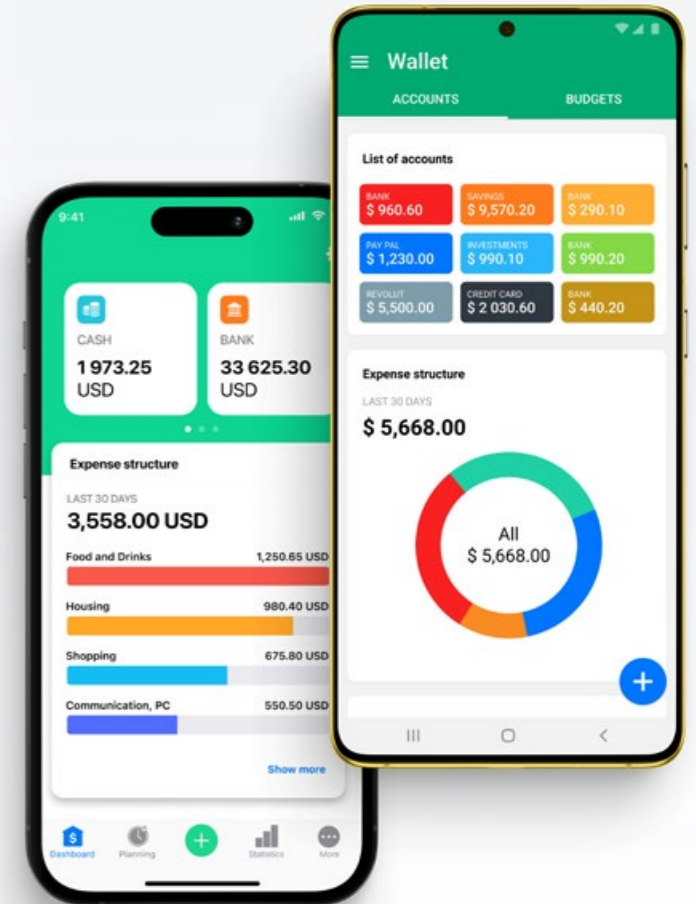 9:41
CASH
1 973.25
USD
BANK
33 625.30
USD
Expense structure
LAST 30 DAYS
3,558.00 USD
Food and Drinks 1,250.65 USD
Housing 980.40 USD
Shopping 675.80 USD
Communication, PC 550.50 USD
Show more
Dashboard Planning Statistics More
Wallet
ACCOUNTS BUDGETS
List of accounts
BANK SAVINGS BANK
$ 960.60 $ 9,570.20 $ 290.10
PAY PAL INVESTMENTS BANK
$ 1,230.00 $ 990.10 $ 990.20
REVOLUT CREDIT CARD BANK
$ 5,500.00 $ 2 030.60 $ 440.20
Expense structure
LAST 30 DAYS
$ 5,668.00
All
$ 5,668.00